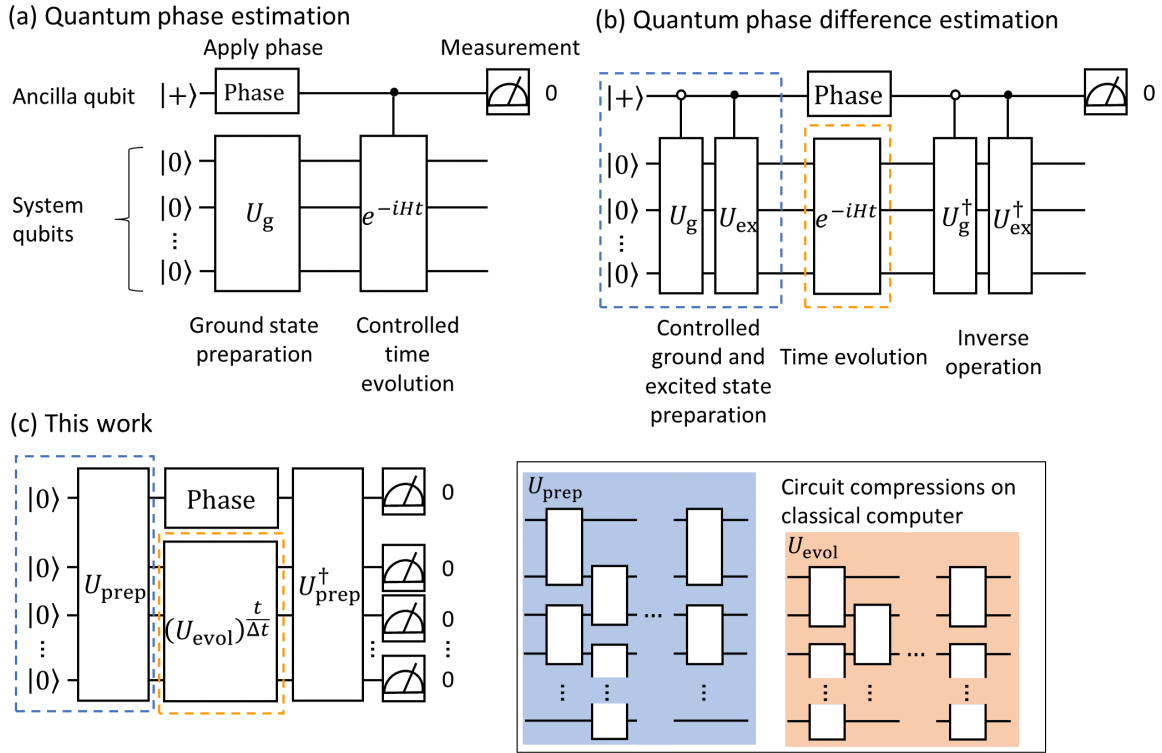 (a) Quantum phase estimation
Apply phase
Measurement
Ancilla qubit |+⟩ Phase 0
System
qubits
|0⟩
|0⟩
⋮
|0⟩
U_g
e^{-iHt}
Ground state
preparation
Controlled
time
evolution
(b) Quantum phase difference estimation
|+⟩ Phase 0
|0⟩
|0⟩
⋮
|0⟩
U_g
U_ex
e^{-iHt}
U_g^†
U_ex^†
Controlled
ground and
excited state
preparation
Time evolution
Inverse
operation
(c) This work
|0⟩ Phase 0
|0⟩ 0
|0⟩ 0
⋮ ⋮ ⋮
|0⟩ 0
U_prep
(U_evol)^{t/Δt}
U_prep^†
U_prep
...
⋮ ⋮ ⋮
Circuit compressions on
classical computer
U_evol
...
⋮ ⋮ ⋮